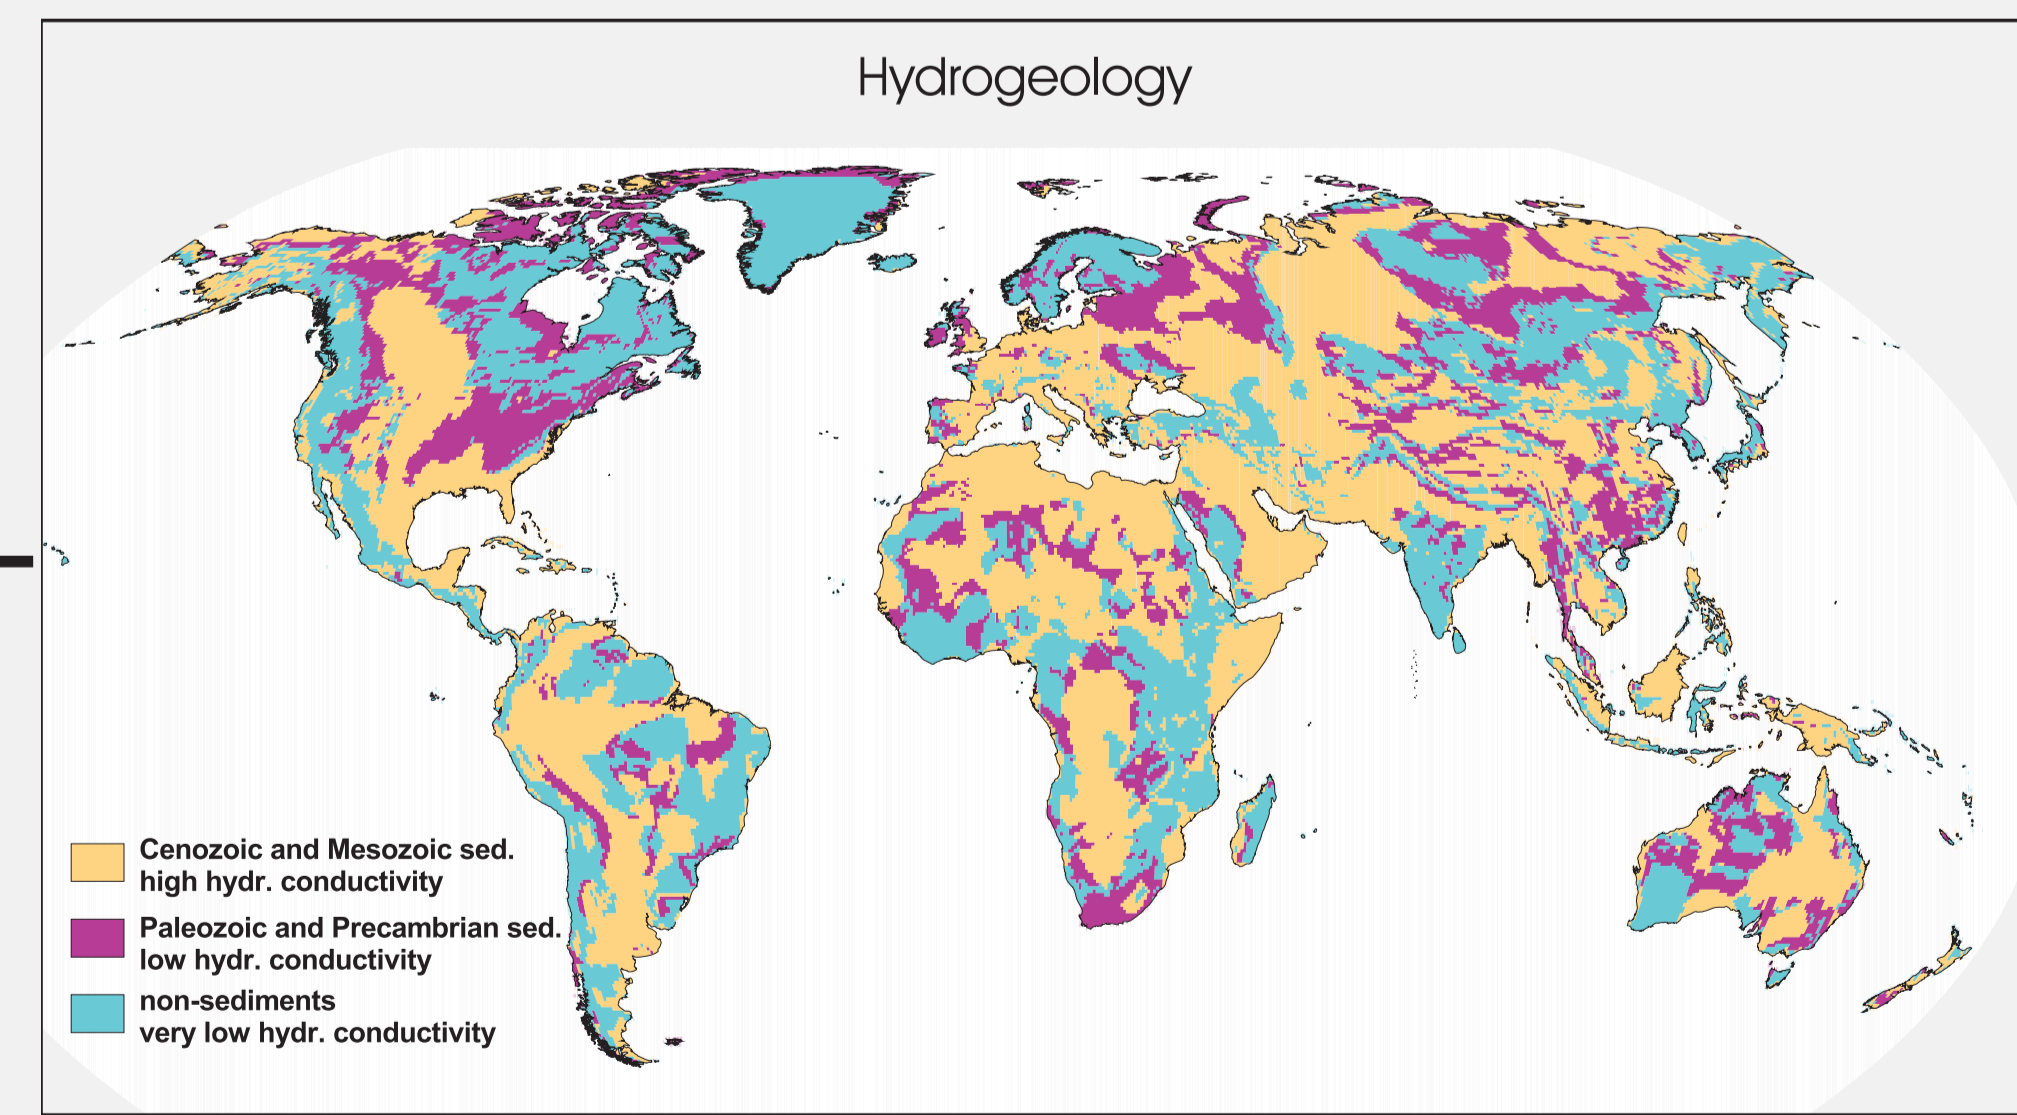 Hydrogeology
Cenozoic and Mesozoic sed.
high hydr. conductivity
Paleozoic and Precambrian sed.
low hydr. conductivity
non-sediments
very low hydr. conductivity